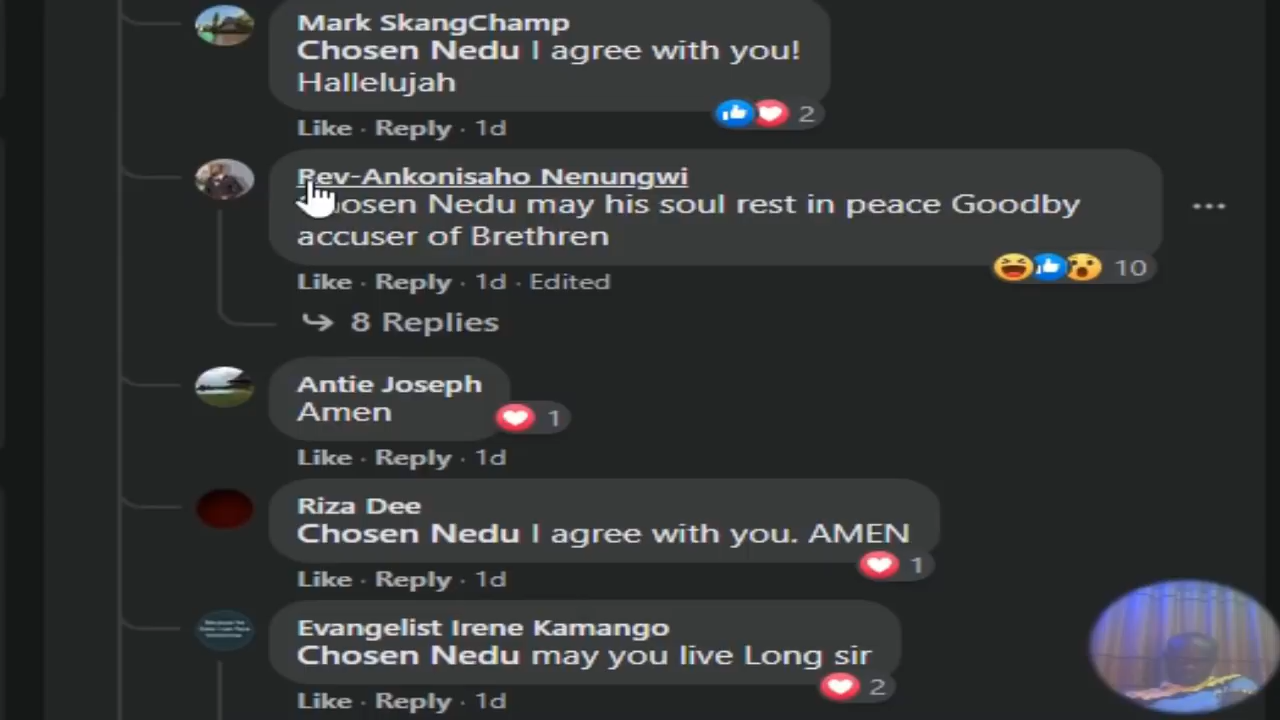 Mark SkangChamp
Chosen Nedu I agree with you!
Hallelujah
2
Like · Reply · 1d
Rev-Ankonisaho Nenungwi
Chosen Nedu may his soul rest in peace Goodby
accuser of Brethren
10
Like · Reply · 1d · Edited
8 Replies
Antie Joseph
Amen
1
Like · Reply · 1d
Riza Dee
Chosen Nedu I agree with you. AMEN
1
Like · Reply · 1d
Evangelist Irene Kamango
Chosen Nedu may you live Long sir
2
Like · Reply · 1d